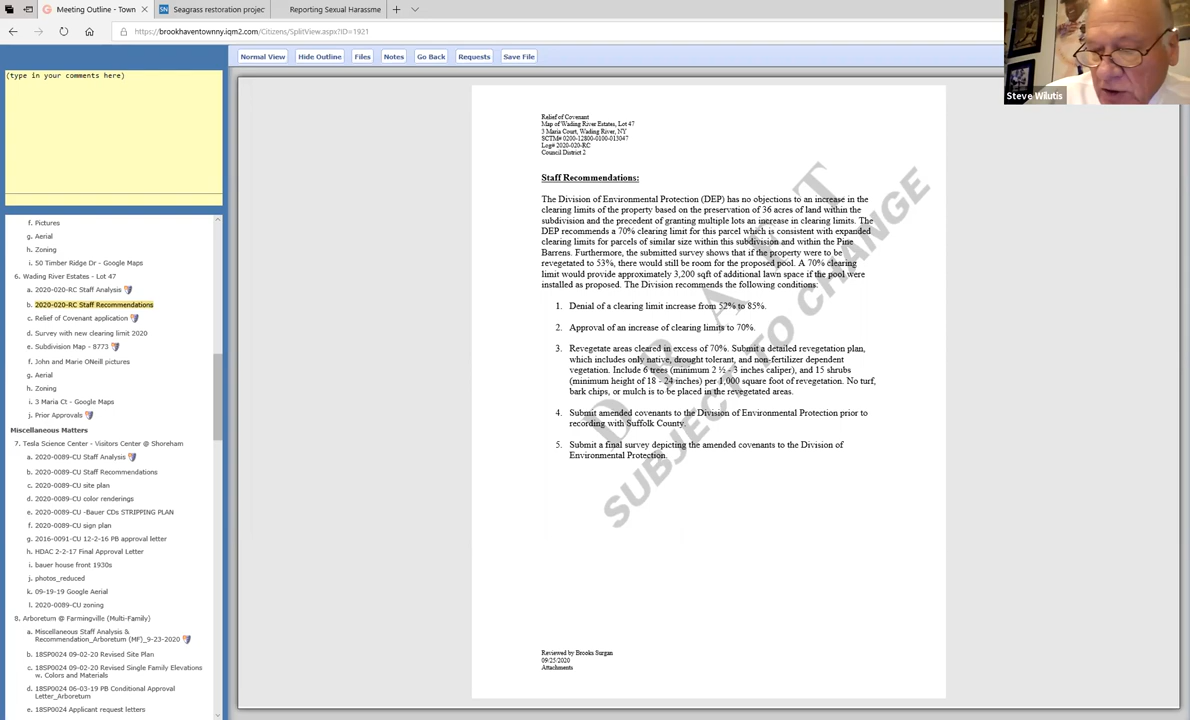 Meeting Outline - Town
Seagrass restoration projec
Reporting Sexual Harassme
https://brookhaventownny.iqm2.com/Citizens/SplitView.aspx?ID=1921
Normal View
Hide Outline
Files
Notes
Go Back
Requests
Save File
Steve Wilutis
(type in your comments here)
f. Pictures
g. Aerial
h. Zoning
i. 50 Timber Ridge Dr - Google Maps
6. Wading River Estates - Lot 47
a. 2020-020-RC Staff Analysis
b. 2020-020-RC Staff Recommendations
c. Relief of Covenant application
d. Survey with new clearing limit 2020
e. Subdivision Map - 8773
f. John and Marie ONeill pictures
g. Aerial
h. Zoning
i. 3 Maria Ct - Google Maps
j. Prior Approvals
Miscellaneous Matters
7. Tesla Science Center - Visitors Center @ Shoreham
a. 2020-0089-CU Staff Analysis
b. 2020-0089-CU Staff Recommendations
c. 2020-0089-CU site plan
d. 2020-0089-CU color renderings
e. 2020-0089-CU -Bauer CDs STRIPPING PLAN
f. 2020-0089-CU sign plan
g. 2016-0091-CU 12-2-16 PB approval letter
h. HDAC 2-2-17 Final Approval Letter
i. bauer house front 1930s
j. photos_reduced
k. 09-19-19 Google Aerial
l. 2020-0089-CU zoning
8. Arboretum @ Farmingville (Multi-Family)
a. Miscellaneous Staff Analysis &
Recommendation_Arboretum (MF)_9-23-2020
b. 18SP0024 09-02-20 Revised Site Plan
c. 18SP0024 09-02-20 Revised Single Family Elevations
w. Colors and Materials
d. 18SP0024 06-03-19 PB Conditional Approval
Letter_Arboretum
e. 18SP0024 Applicant request letters
Relief of Covenant
Map of Wading River Estates, Lot 47
3 Maria Court, Wading River, NY
SCTM# 0200-12800-0100-013047
Log# 2020-020-RC
Council District 2
Staff Recommendations:
The Division of Environmental Protection (DEP) has no objections to an increase in the
clearing limits of the property based on the preservation of 36 acres of land within the
subdivision and the precedent of granting multiple lots an increase in clearing limits. The
DEP recommends a 70% clearing limit for this parcel which is consistent with expanded
clearing limits for parcels of similar size within this subdivision and within the Pine
Barrens. Furthermore, the submitted survey shows that if the property were to be
revegetated to 53%, there would still be room for the proposed pool. A 70% clearing
limit would provide approximately 3,200 sqft of additional lawn space if the pool were
installed as proposed. The Division recommends the following conditions:
1. Denial of a clearing limit increase from 52% to 85%.
2. Approval of an increase of clearing limits to 70%.
3. Revegetate areas cleared in excess of 70%. Submit a detailed revegetation plan,
which includes only native, drought tolerant, and non-fertilizer dependent
vegetation. Include 6 trees (minimum 2 ½ - 3 inches caliper), and 15 shrubs
(minimum height of 18 - 24 inches) per 1,000 square foot of revegetation. No turf,
bark chips, or mulch is to be placed in the revegetated areas.
4. Submit amended covenants to the Division of Environmental Protection prior to
recording with Suffolk County.
5. Submit a final survey depicting the amended covenants to the Division of
Environmental Protection.
DRAFT
SUBJECT TO CHANGE
Reviewed by Brooks Surgan
09/25/2020
Attachments